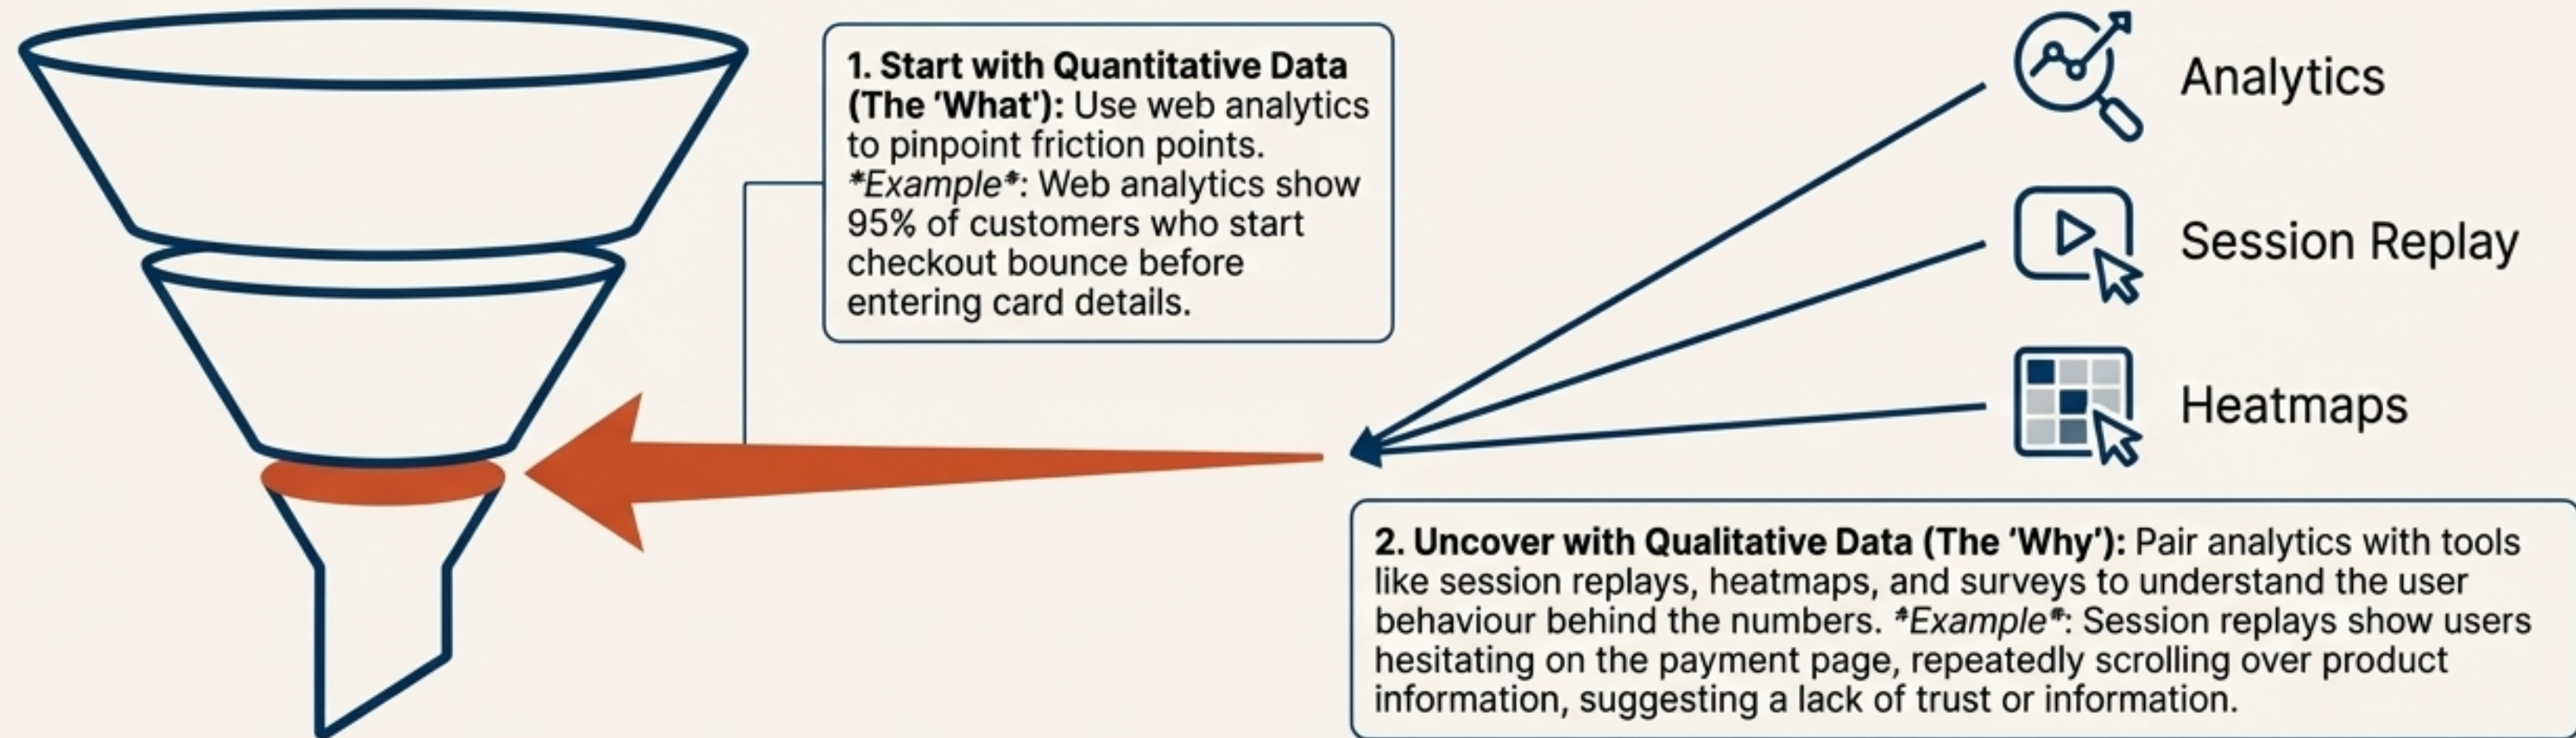 1. Start with Quantitative Data
(The 'What'): Use web analytics
to pinpoint friction points.
*Example*: Web analytics show
95% of customers who start
checkout bounce before
entering card details.
Analytics
Session Replay
Heatmaps
2. Uncover with Qualitative Data (The ‘Why’): Pair analytics with tools
like session replays, heatmaps, and surveys to understand the user
behaviour behind the numbers. *Example*: Session replays show users
hesitating on the payment page, repeatedly scrolling over product
information, suggesting a lack of trust or information.